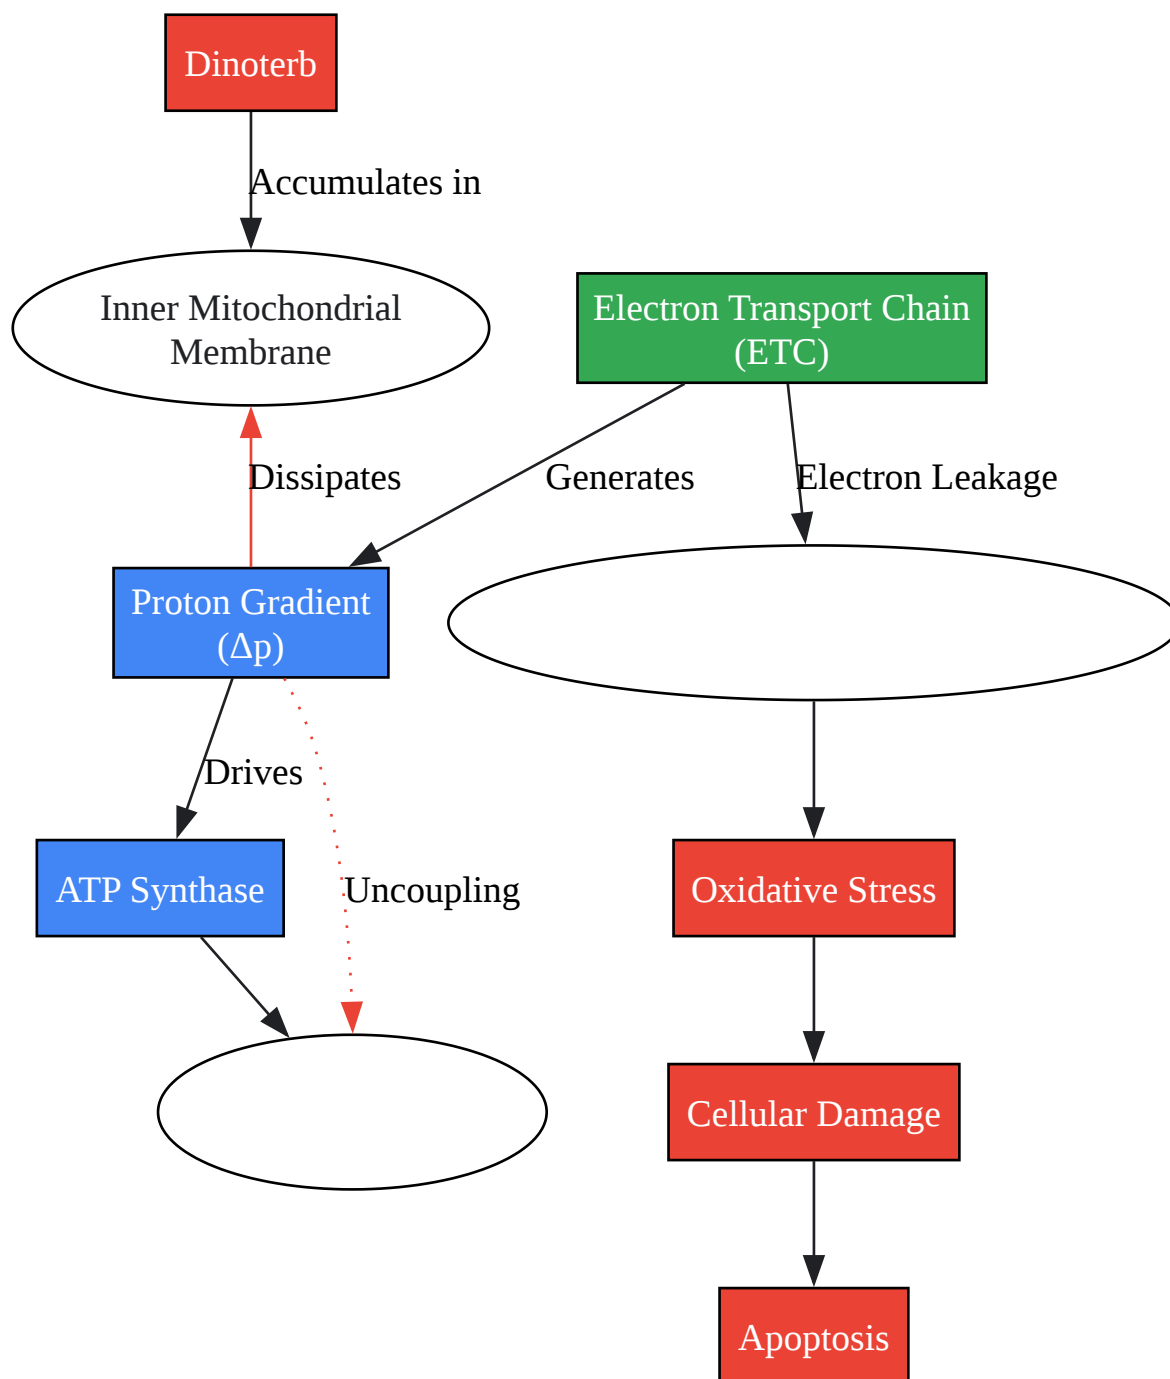 Dinoterb
Accumulates in
Inner Mitochondrial
Membrane
Electron Transport Chain
(ETC)
Dissipates
Generates
Electron Leakage
Proton Gradient
(Δp)
Drives
ATP Synthase
Uncoupling
Oxidative Stress
Cellular Damage
Apoptosis